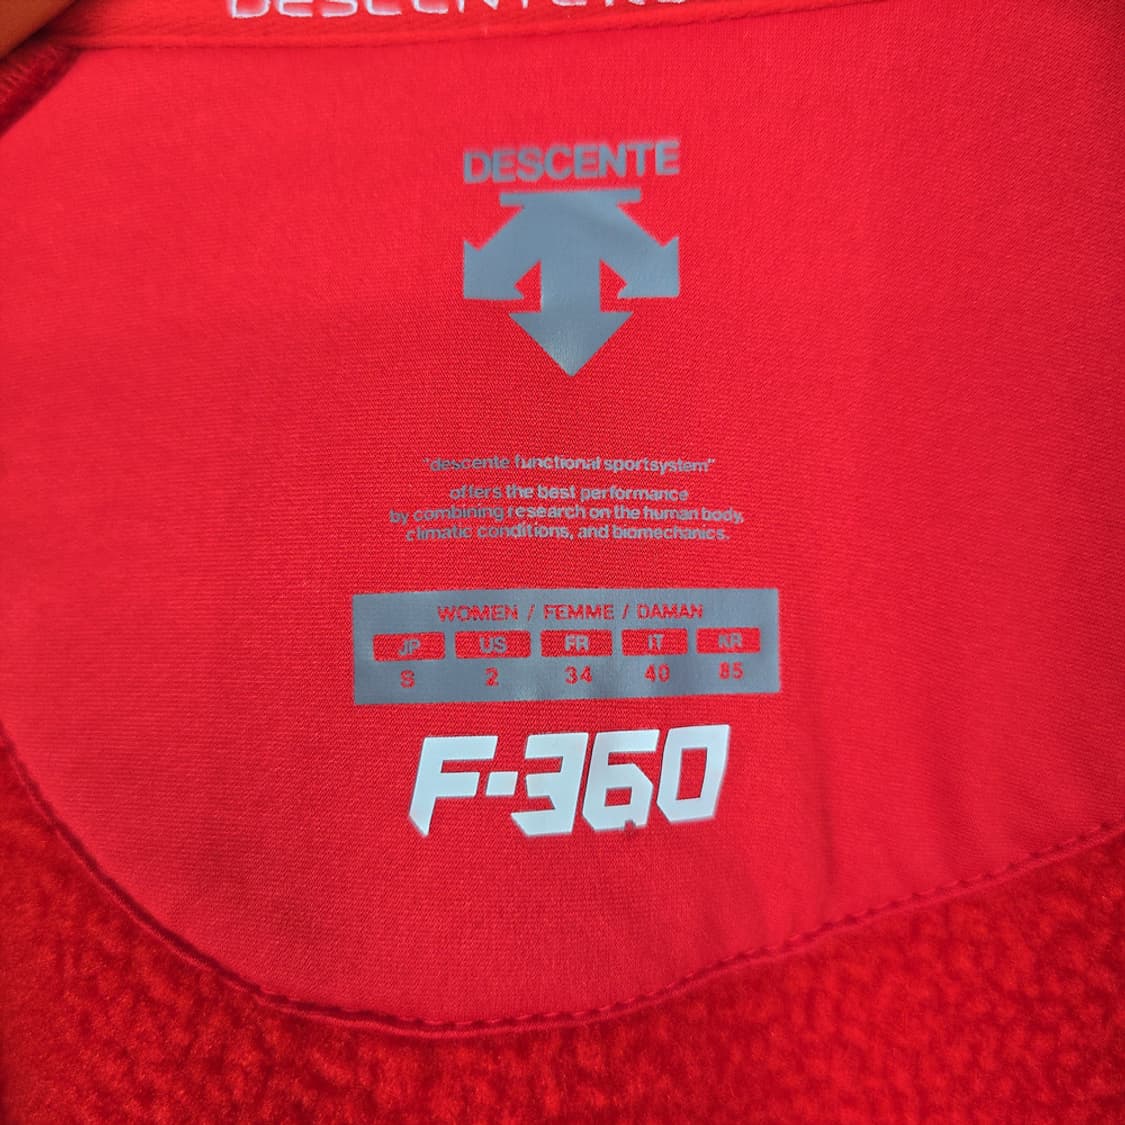 DESCENTE
"descente functional sportsystem"
offers the best performance
by combining research on the human body,
climatic conditions, and biomechanics.
WOMEN / FEMME / DAMAN
JP US FR IT KR
S 2 34 40 85
F-360